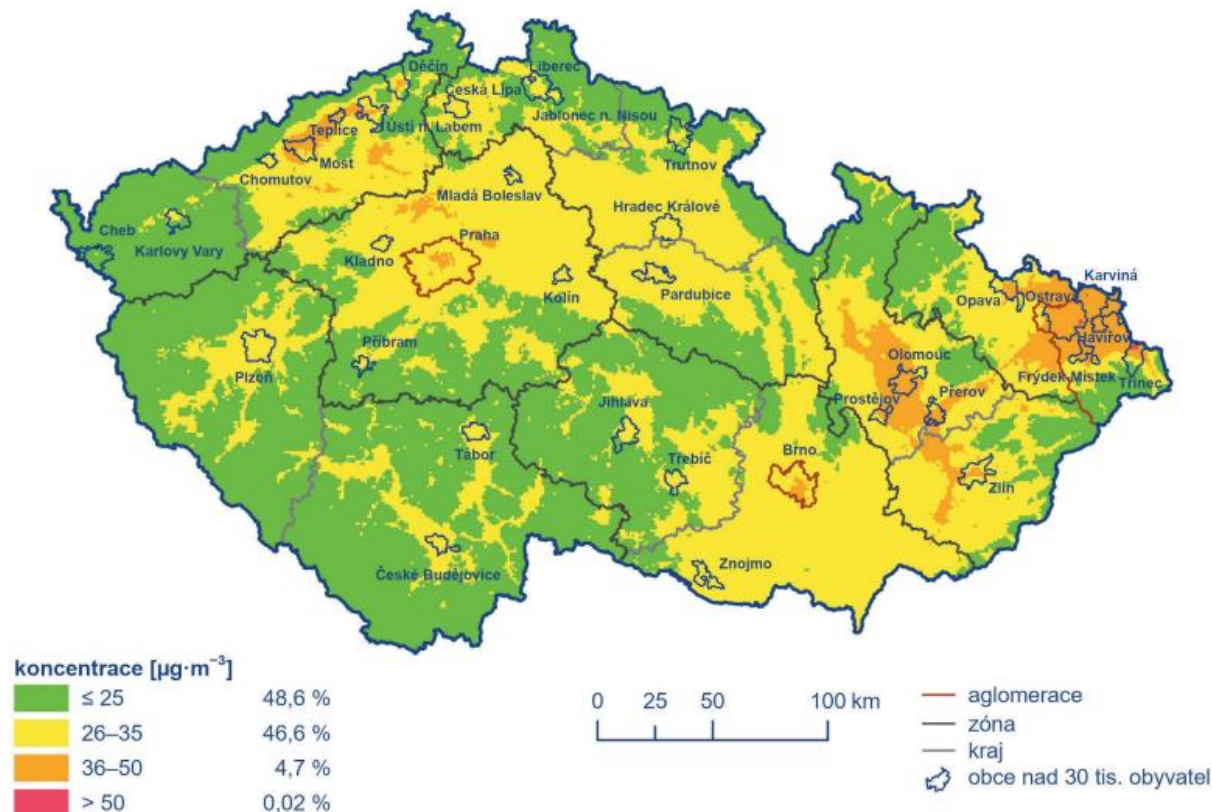 Děčín
Liberec
Česká Lípa
Jablonec n. Nisou
Teplice
Ústí n. Labem
Most
Trutnov
Chomutov
Mladá Boleslav
Hradec Králové
Cheb
Karlovy Vary
Praha
Kladno
Kolín
Pardubice
Karviná
Opava
Ostrava
Havířov
Příbram
Plzeň
Olomouc
Frýdek Místek
Třinec
Prostějov
Přerov
Jihlava
Tábor
Třebíč
Brno
Zlín
České Budějovice
Znojmo
koncentrace [µg·m⁻³]
≤ 25 48,6 %
26–35 46,6 %
36–50 4,7 %
> 50 0,02 %
0 25 50 100 km
aglomerace
zóna
kraj
obce nad 30 tis. obyvatel